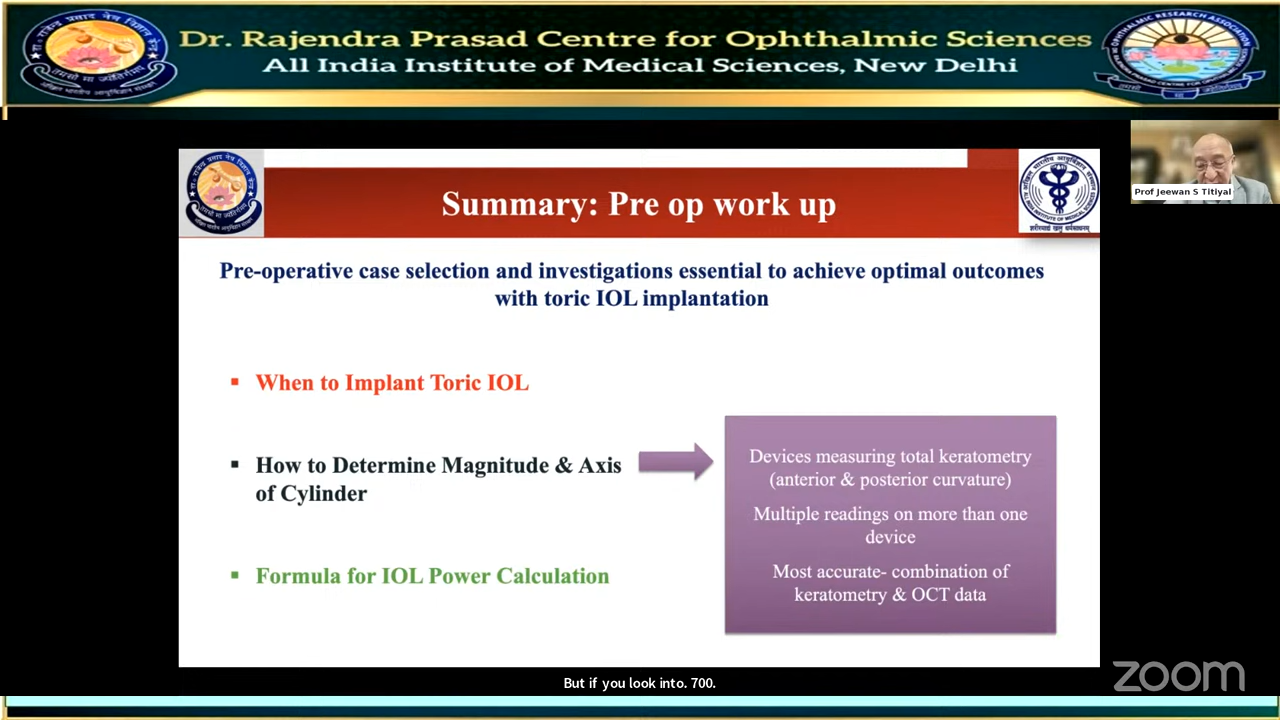 Dr. Rajendra Prasad Centre for Ophthalmic Sciences
All India Institute of Medical Sciences, New Delhi
Prof Jeewan S Titiyal
Summary: Pre op work up
Pre-operative case selection and investigations essential to achieve optimal outcomes
with toric IOL implantation
▪ When to Implant Toric IOL
▪ How to Determine Magnitude & Axis
of Cylinder
▪ Formula for IOL Power Calculation
Devices measuring total keratometry
(anterior & posterior curvature)
Multiple readings on more than one
device
Most accurate- combination of
keratometry & OCT data
But if you look into. 700.
zoom